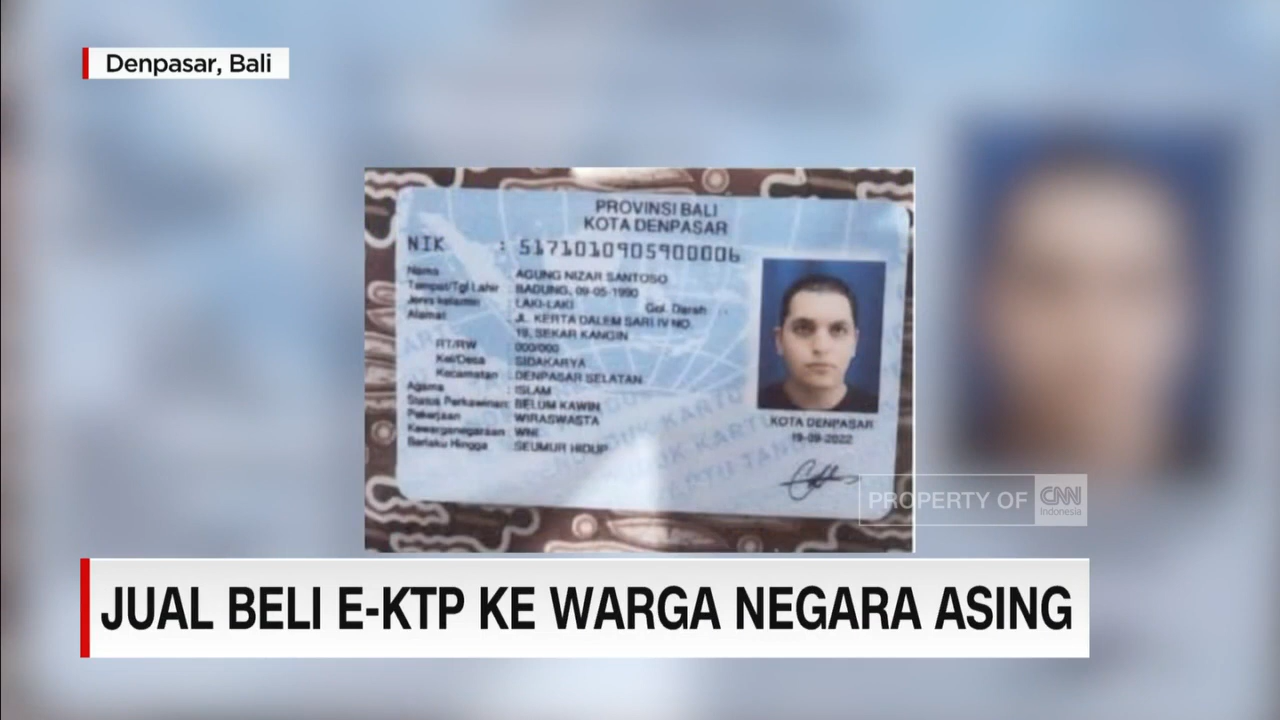 Denpasar, Bali
PROVINSI BALI
KOTA DENPASAR
NIK : 5171010905900006
Nama : AGUNG NIZAR SANTOSO
Tempat/Tgl Lahir : BADUNG, 09-05-1990
Jenis kelamin : LAKI-LAKI Gol. Darah : -
Alamat : JL. KERTA DALEM SARI IV NO.
19, SEKAR KANGIN
RT/RW : 000/000
Kel/Desa : SIDAKARYA
Kecamatan : DENPASAR SELATAN
Agama : ISLAM
Status Perkawinan: BELUM KAWIN
Pekerjaan : WIRASWASTA
Kewarganegaraan : WNI
Berlaku Hingga : SEUMUR HIDUP
KOTA DENPASAR
19-09-2022
PROPERTY OF CNN
Indonesia
JUAL BELI E-KTP KE WARGA NEGARA ASING